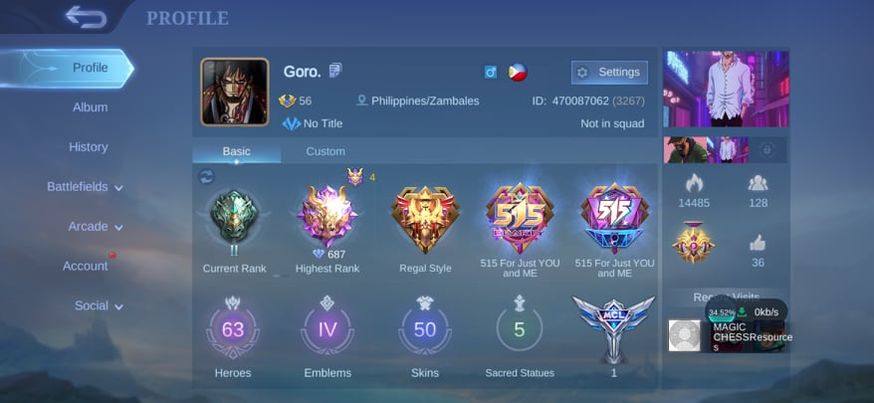 PROFILE
Profile
Album
History
Battlefields
Arcade
Account
Social
Goro.
Settings
56
Philippines/Zambales
ID: 470087062 (3267)
No Title
Not in squad
Basic
Custom
4
II
687
515
515
Current Rank
Highest Rank
Regal Style
515 For Just YOU
and ME
515 For Just YOU
and ME
14485
128
36
63
IV
50
5
MCL
Heroes
Emblems
Skins
Sacred Statues
1
34.52%
0kb/s
MAGIC
CHESSResource
s